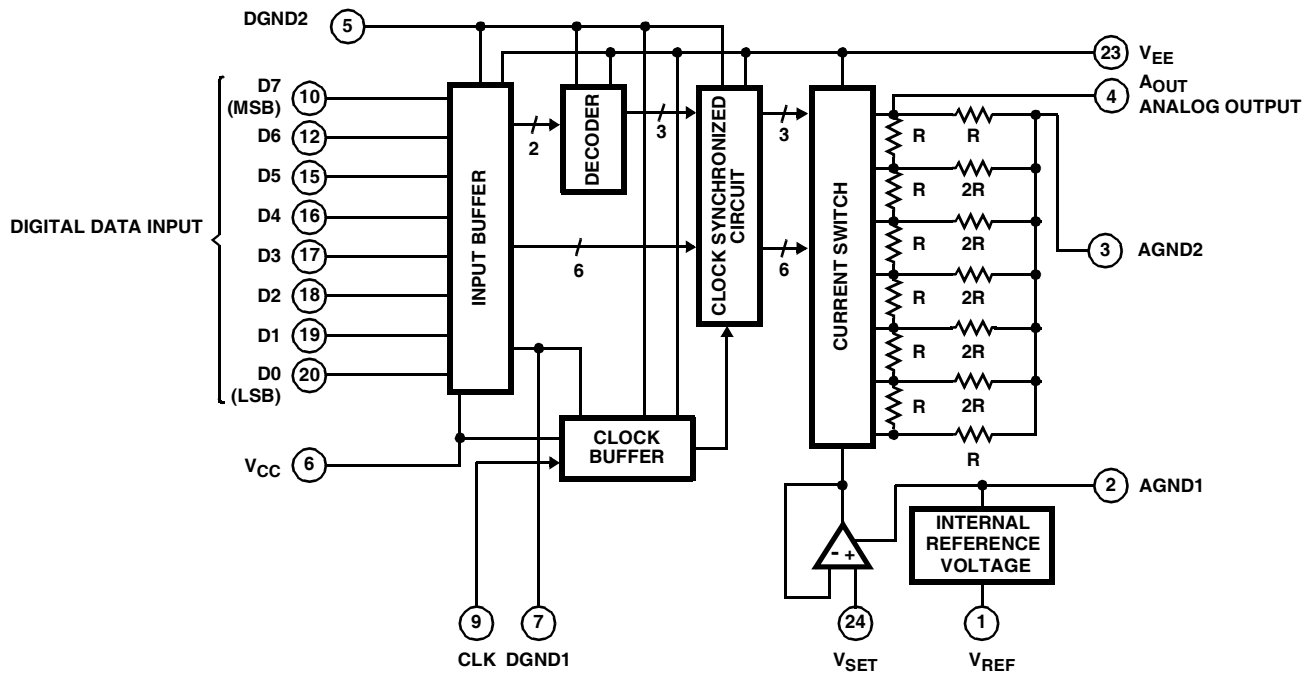 DGND2 5
23 VEE
D7 (MSB) 10
4 AOUT ANALOG OUTPUT
D6 12
D5 15
D4 16
D3 17
D2 18
D1 19
D0 (LSB) 20
DIGITAL DATA INPUT
INPUT BUFFER
2
DECODER
3
CLOCK SYNCHRONIZED CIRCUIT
3
6
6
CURRENT SWITCH
R R
R 2R
R 2R
R 2R
R 2R
R 2R
R
3 AGND2
VCC 6
CLOCK BUFFER
2 AGND1
INTERNAL REFERENCE VOLTAGE
- +
9
7
24
1
CLK DGND1
VSET
VREF